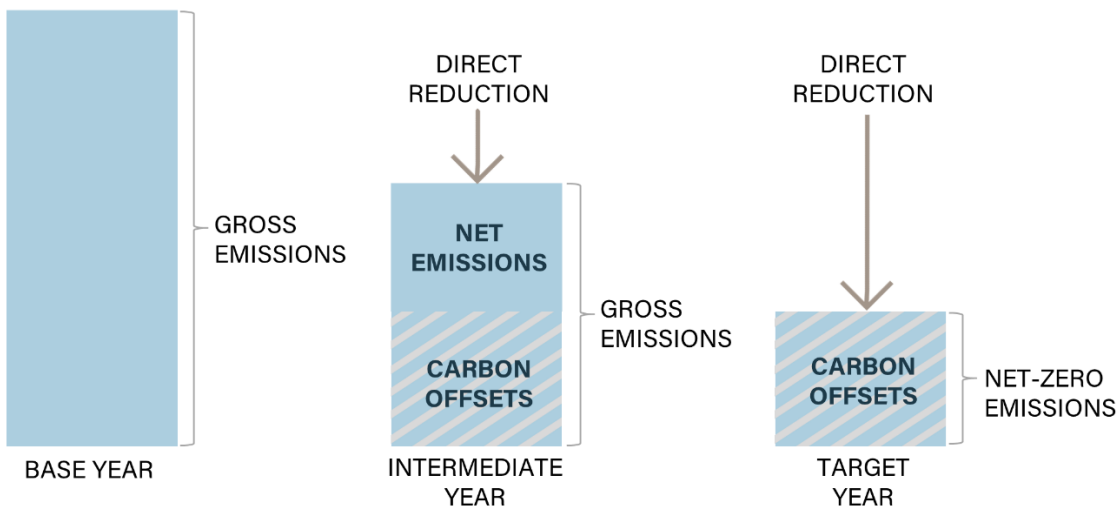 GROSS
EMISSIONS
BASE YEAR
DIRECT
REDUCTION
NET
EMISSIONS
CARBON
OFFSETS
GROSS
EMISSIONS
INTERMEDIATE
YEAR
DIRECT
REDUCTION
CARBON
OFFSETS
NET-ZERO
EMISSIONS
TARGET
YEAR